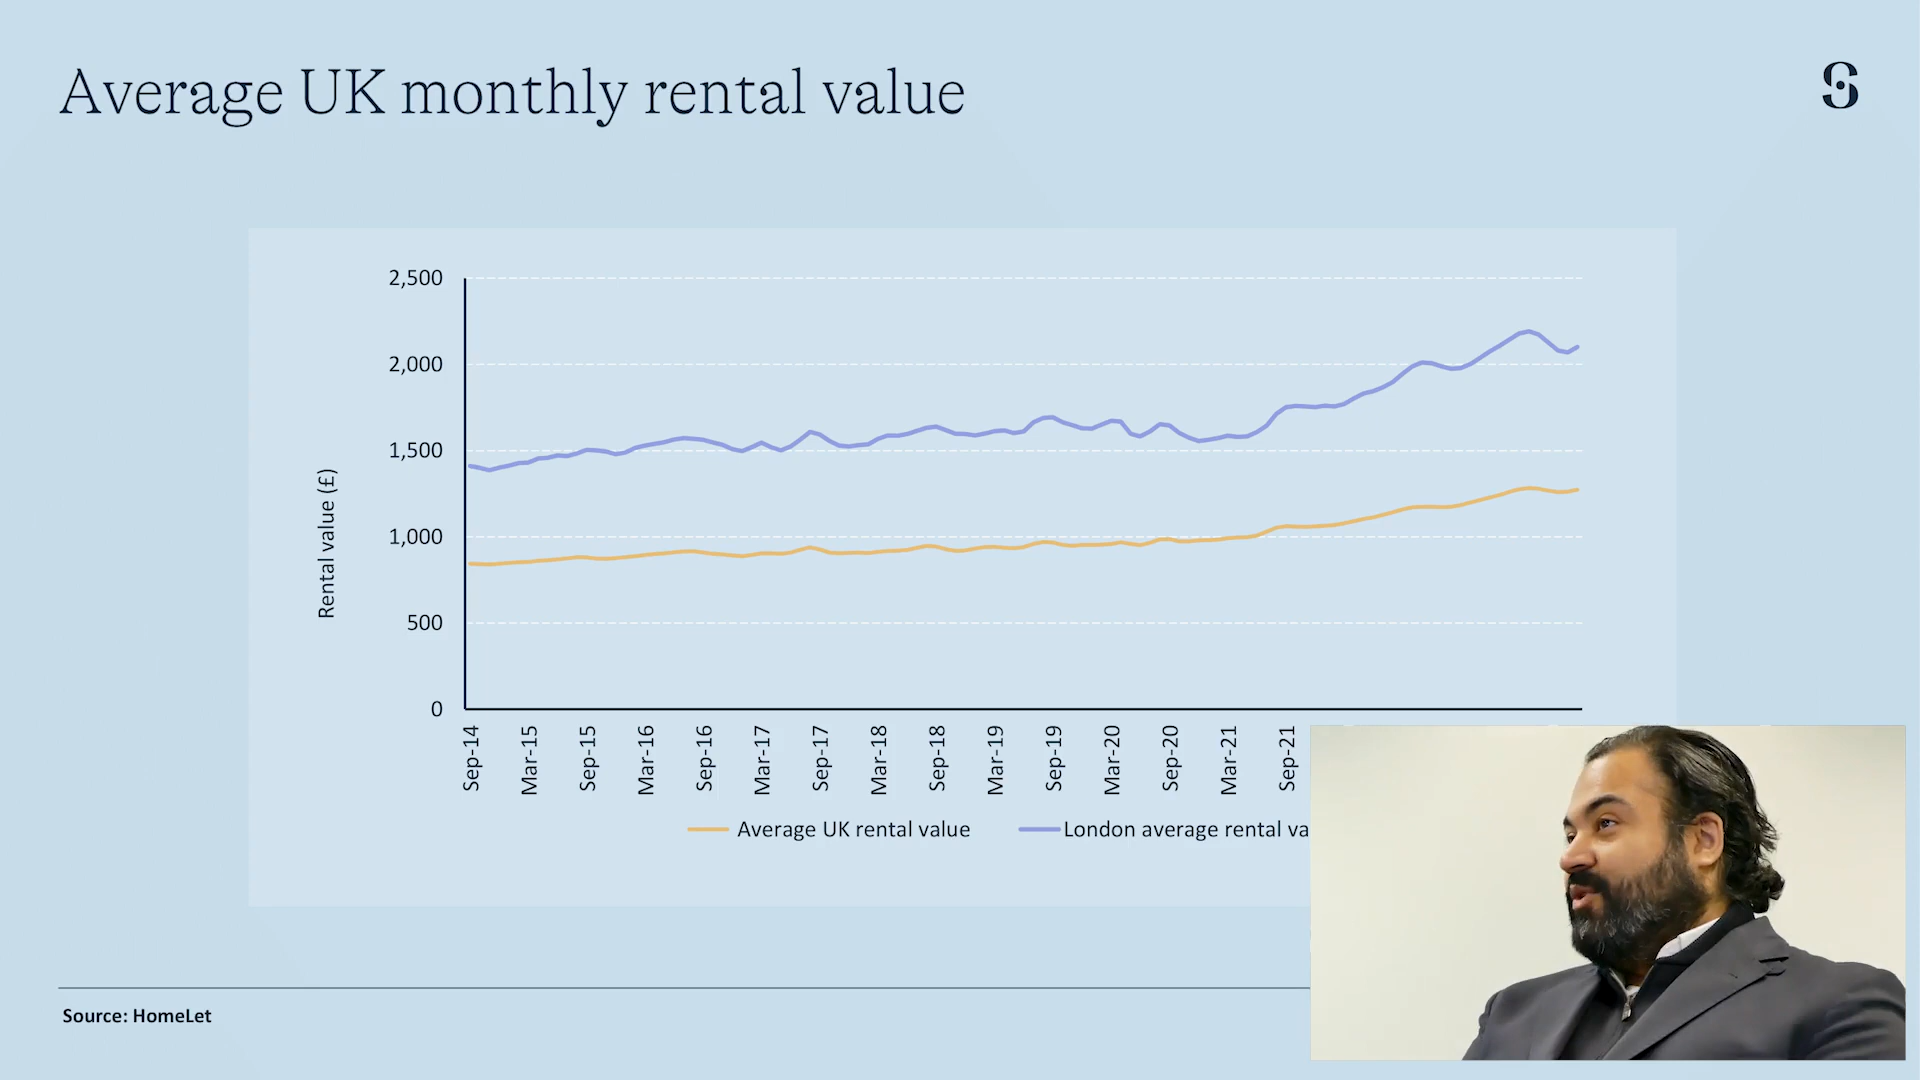 Average UK monthly rental value
Rental value (£)
2,500
2,000
1,500
1,000
500
0
Sep-14
Mar-15
Sep-15
Mar-16
Sep-16
Mar-17
Sep-17
Mar-18
Sep-18
Mar-19
Sep-19
Mar-20
Sep-20
Mar-21
Sep-21
Average UK rental value
London average rental va
Source: HomeLet